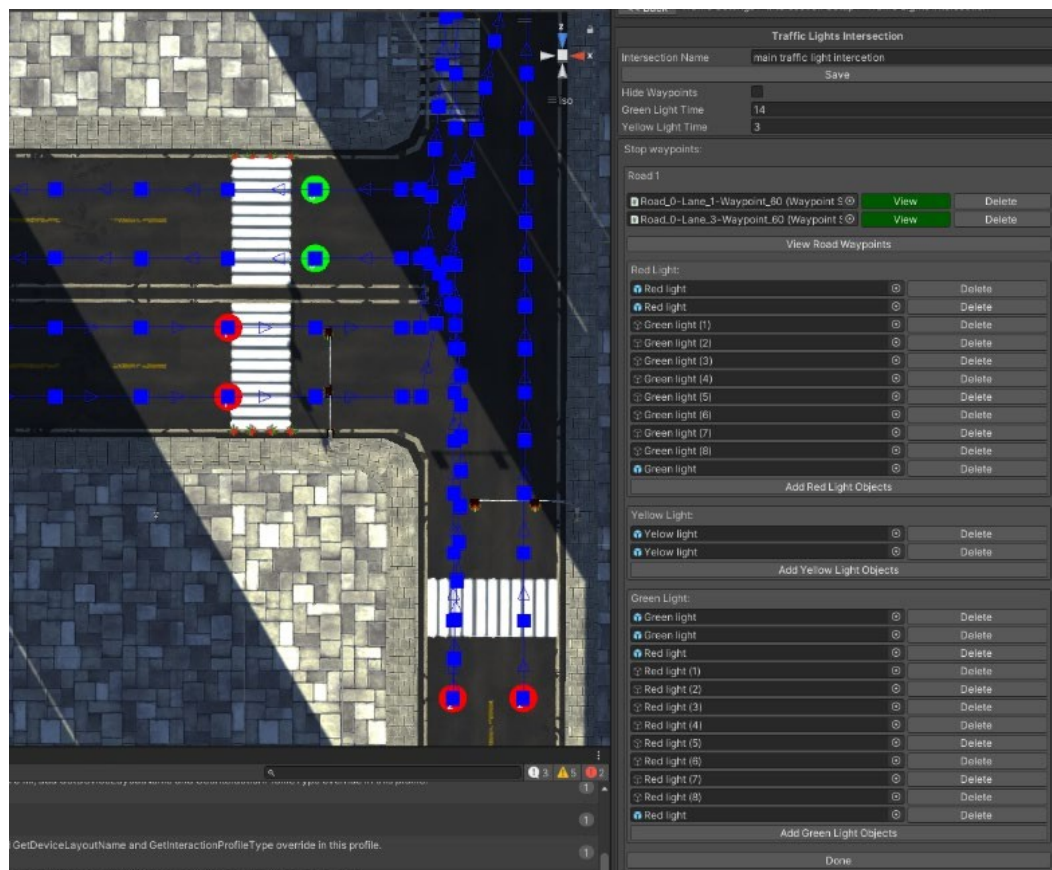 z
x
Iso
3
5
2
1
1
GetDeviceLayoutName and GetInteractionProfileType override in this profile.
1
Traffic Lights Intersection
Intersection Name
main traffic light intercetion
Save
Hide Waypoints
Green Light Time
14
Yellow Light Time
3
Stop waypoints:
Road 1
Road_0-Lane_1-Waypoint_60 (Waypoint S
View
Delete
Road_0-Lane_3-Waypoint_60 (Waypoint S
View
Delete
View Road Waypoints
Red Light:
Red light
Delete
Red light
Delete
Green light (1)
Delete
Green light (2)
Delete
Green light (3)
Delete
Green light (4)
Delete
Green light (5)
Delete
Green light (6)
Delete
Green light (7)
Delete
Green light (8)
Delete
Green light
Delete
Add Red Light Objects
Yellow Light:
Yelow light
Delete
Yelow light
Delete
Add Yellow Light Objects
Green Light:
Green light
Delete
Green light
Delete
Red light
Delete
Red light (1)
Delete
Red light (2)
Delete
Red light (3)
Delete
Red light (4)
Delete
Red light (5)
Delete
Red light (6)
Delete
Red light (7)
Delete
Red light (8)
Delete
Red light
Delete
Add Green Light Objects
Done